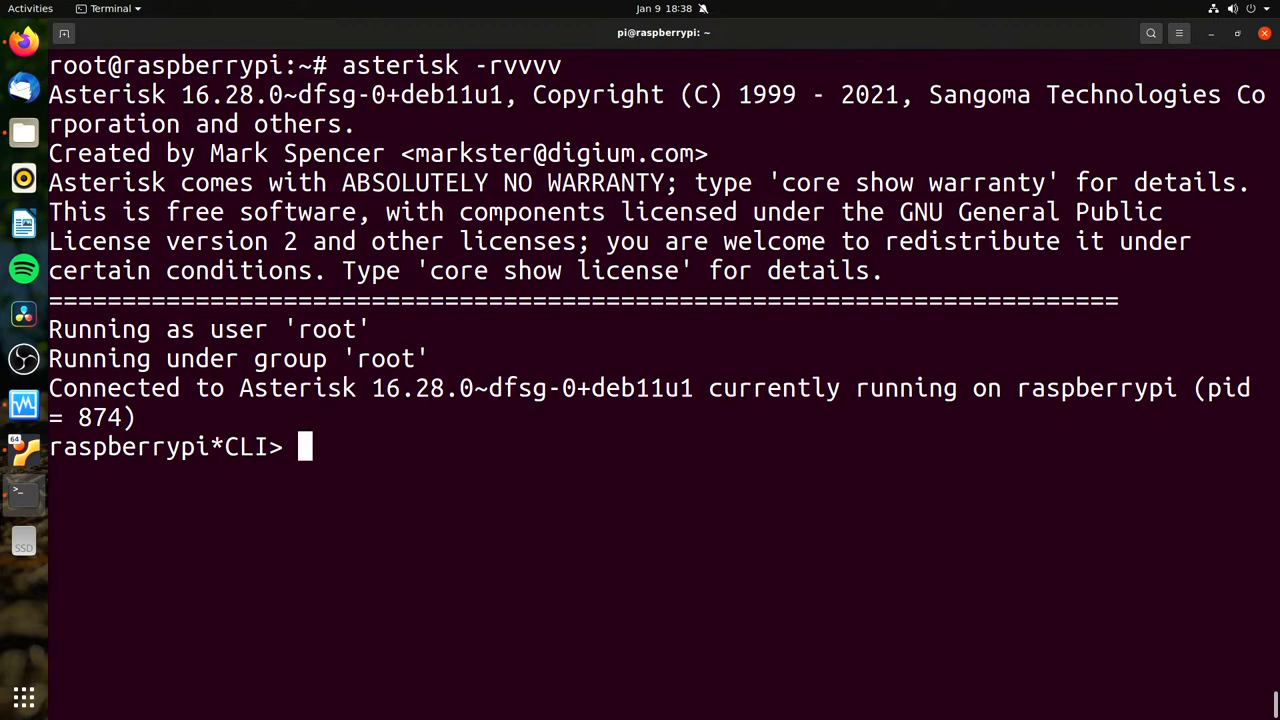 Activities Terminal Jan 9 18:38
pi@raspberrypi: ~
root@raspberrypi:~# asterisk -rvvvv
Asterisk 16.28.0~dfsg-0+deb11u1, Copyright (C) 1999 - 2021, Sangoma Technologies Co
rporation and others.
Created by Mark Spencer <markster@digium.com>
Asterisk comes with ABSOLUTELY NO WARRANTY; type 'core show warranty' for details.
This is free software, with components licensed under the GNU General Public
License version 2 and other licenses; you are welcome to redistribute it under
certain conditions. Type 'core show license' for details.
=========================================================================
Running as user 'root'
Running under group 'root'
Connected to Asterisk 16.28.0~dfsg-0+deb11u1 currently running on raspberrypi (pid
= 874)
raspberrypi*CLI>
64
>_
SSD